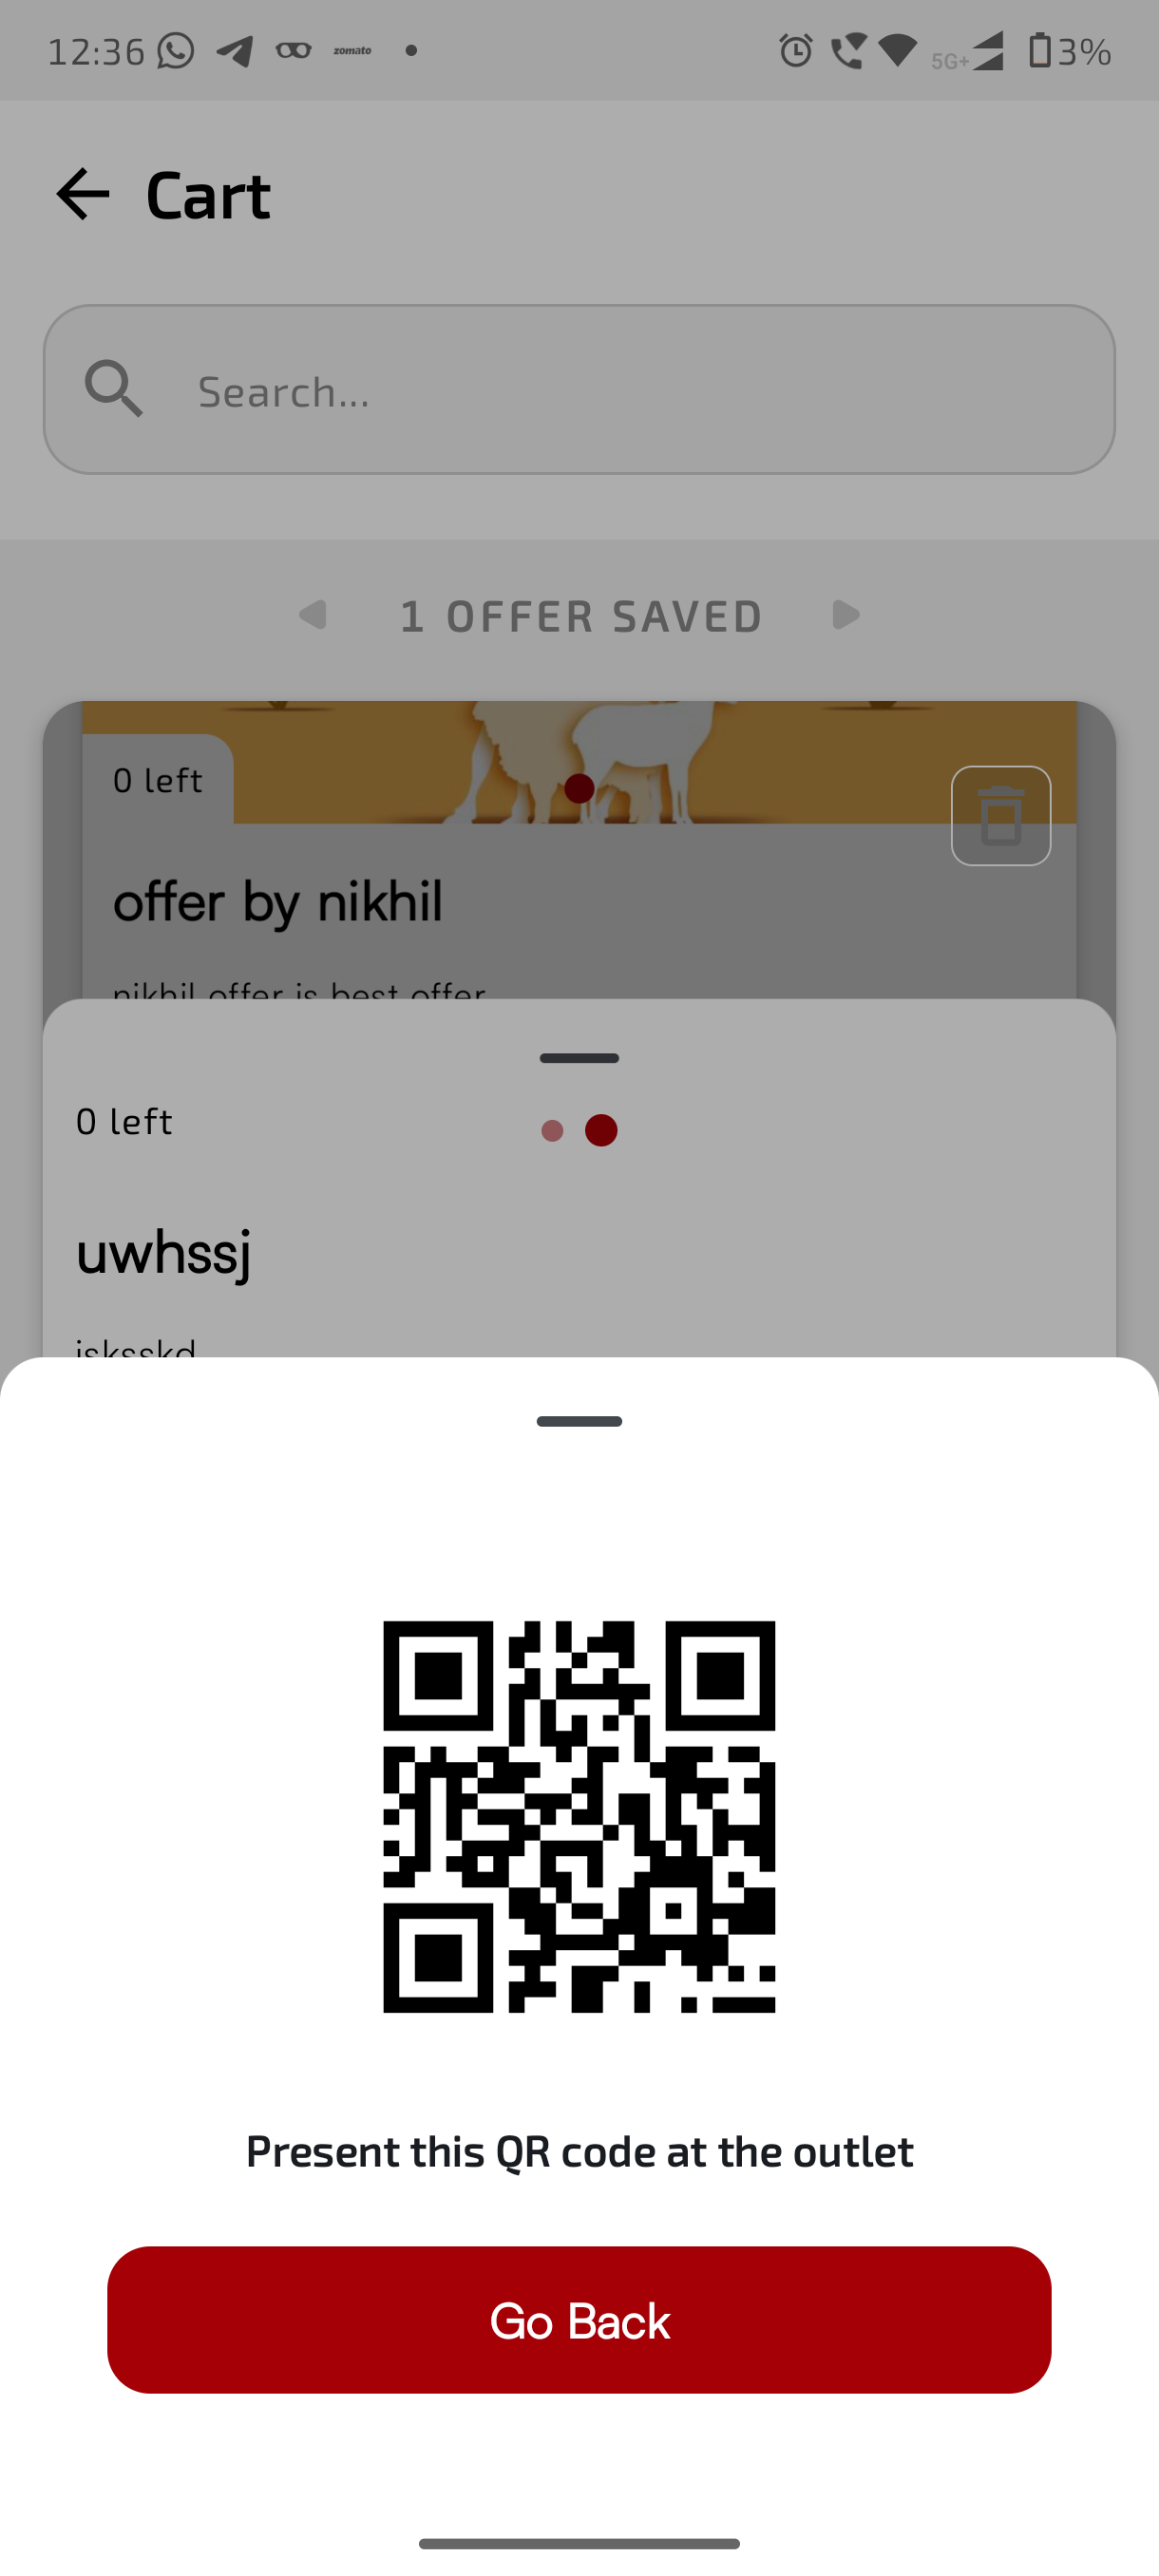 12:36 zomato 5G+ 3%
Cart
Search...
1 OFFER SAVED
0 left
offer by nikhil
nikhil offer is best offer
0 left
uwhssj
isksskd
Present this QR code at the outlet
Go Back